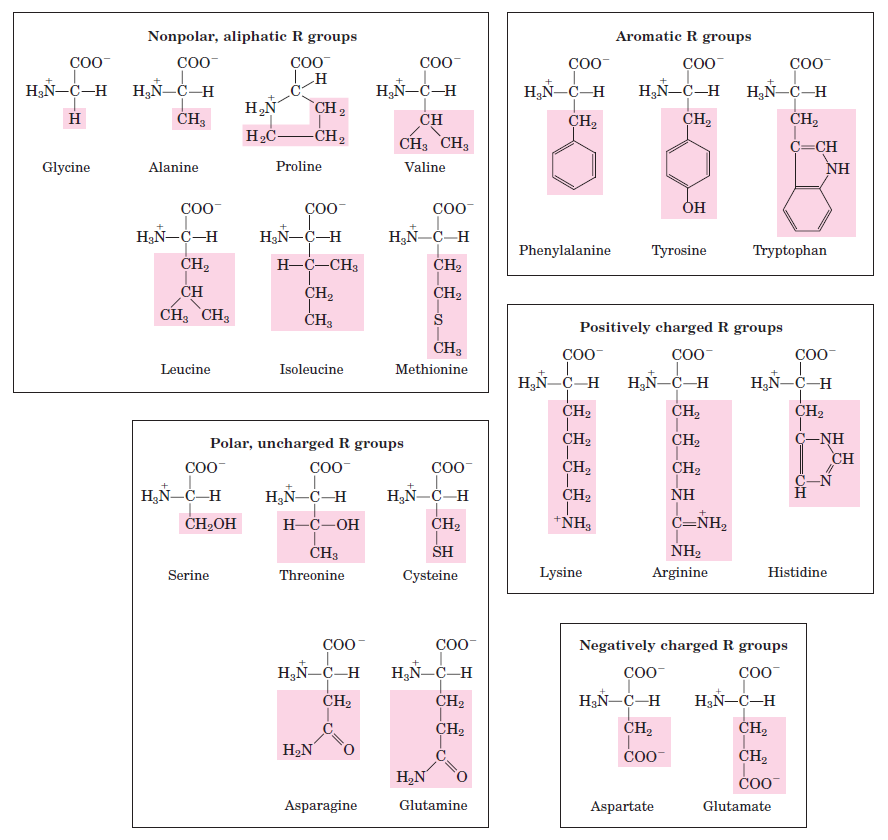 Nonpolar, aliphatic R groups
COO⁻ COO⁻ COO⁻ COO⁻
H
H₃N⁺—C—H H₃N⁺—C—H C H₃N⁺—C—H
H₂N⁺ CH₂
H CH₃ CH
H₂C—CH₂
CH₃ CH₃
Glycine Alanine Proline Valine
COO⁻ COO⁻ COO⁻
H₃N⁺—C—H H₃N⁺—C—H H₃N⁺—C—H
CH₂ H—C—CH₃ CH₂
CH CH₂ CH₂
CH₃ CH₃ CH₃ S
CH₃
Leucine Isoleucine Methionine
Aromatic R groups
COO⁻ COO⁻ COO⁻
H₃N⁺—C—H H₃N⁺—C—H H₃N⁺—C—H
CH₂ CH₂ CH₂
C=CH
NH
OH
Phenylalanine Tyrosine Tryptophan
Positively charged R groups
COO⁻ COO⁻ COO⁻
H₃N⁺—C—H H₃N⁺—C—H H₃N⁺—C—H
CH₂ CH₂ CH₂
CH₂ CH₂ C—NH
CH
CH₂ CH₂
CH₂ NH C—N
H
⁺NH₃ C=N⁺H₂
NH₂
Lysine Arginine Histidine
Polar, uncharged R groups
COO⁻ COO⁻ COO⁻
H₃N⁺—C—H H₃N⁺—C—H H₃N⁺—C—H
CH₂OH H—C—OH CH₂
CH₃ SH
Serine Threonine Cysteine
COO⁻ COO⁻
H₃N⁺—C—H H₃N⁺—C—H
CH₂ CH₂
C CH₂
H₂N O C
H₂N O
Asparagine Glutamine
Negatively charged R groups
COO⁻ COO⁻
H₃N⁺—C—H H₃N⁺—C—H
CH₂ CH₂
COO⁻ CH₂
COO⁻
Aspartate Glutamate